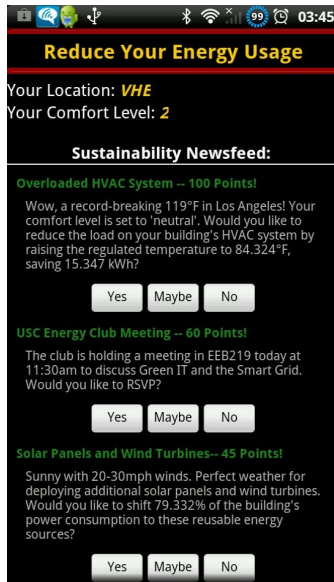 99 03:45
Reduce Your Energy Usage
Your Location: VHE
Your Comfort Level: 2
Sustainability Newsfeed:
Overloaded HVAC System -- 100 Points!
Wow, a record-breaking 119°F in Los Angeles! Your
comfort level is set to 'neutral'. Would you like to
reduce the load on your building's HVAC system by
raising the regulated temperature to 84.324°F,
saving 15.347 kWh?
Yes Maybe No
USC Energy Club Meeting -- 60 Points!
The club is holding a meeting in EEB219 today at
11:30am to discuss Green IT and the Smart Grid.
Would you like to RSVP?
Yes Maybe No
Solar Panels and Wind Turbines-- 45 Points!
Sunny with 20-30mph winds. Perfect weather for
deploying additional solar panels and wind turbines.
Would you like to shift 79.332% of the building's
power consumption to these reusable energy
sources?
Yes Maybe No